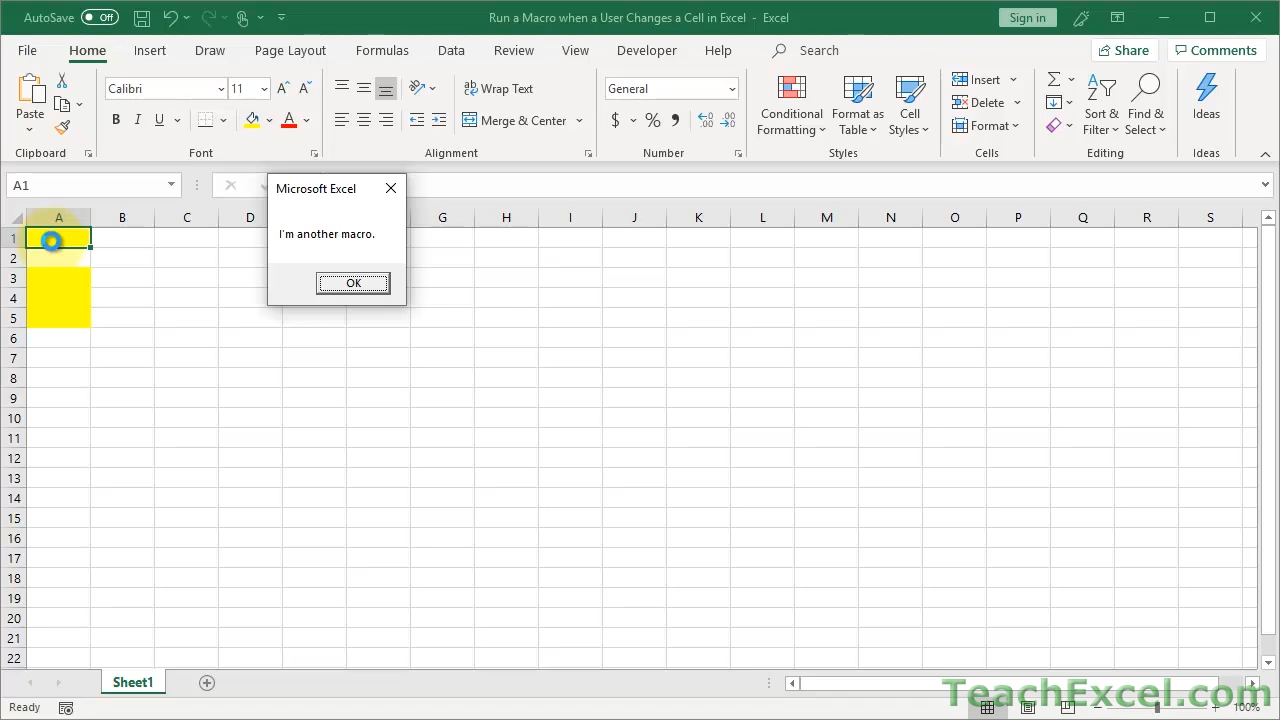 AutoSave Off Run a Macro when a User Changes a Cell in Excel - Excel Sign in
File Home Insert Draw Page Layout Formulas Data Review View Developer Help Search Share Comments
Paste
Clipboard
Calibri 11
B I U
Font
Wrap Text
Merge & Center
Alignment
General
$ % ,
Number
Conditional Formatting
Format as Table
Cell Styles
Styles
Insert
Delete
Format
Cells
Sort & Filter
Find & Select
Editing
Ideas
Ideas
A1
Microsoft Excel
I'm another macro.
OK
A B C D G H I J K L M N O P Q R S
1
2
3
4
5
6
7
8
9
10
11
12
13
14
15
16
17
18
19
20
21
22
Sheet1
Ready
100%
TeachExcel.com